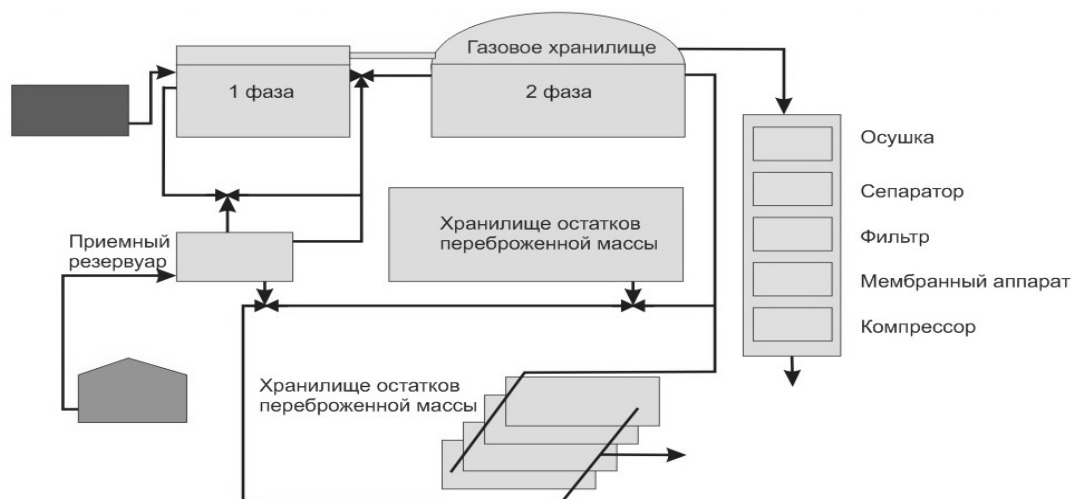 Газовое хранилище
1 фаза
2 фаза
Осушка
Сепаратор
Фильтр
Мембранный аппарат
Компрессор
Хранилище остатков
переброженной массы
Приемный
резервуар
Хранилище остатков
переброженной массы